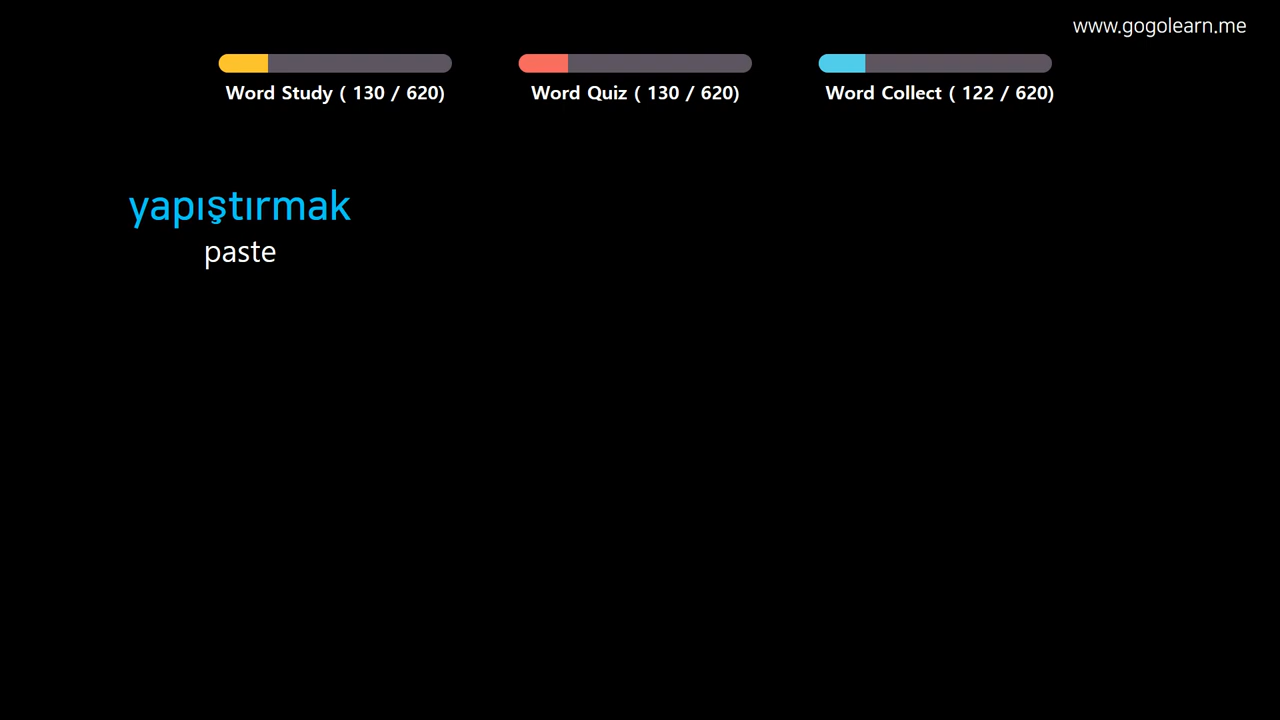 www.gogolearn.me
Word Study ( 130 / 620)
Word Quiz ( 130 / 620)
Word Collect ( 122 / 620)
yapıştırmak
paste